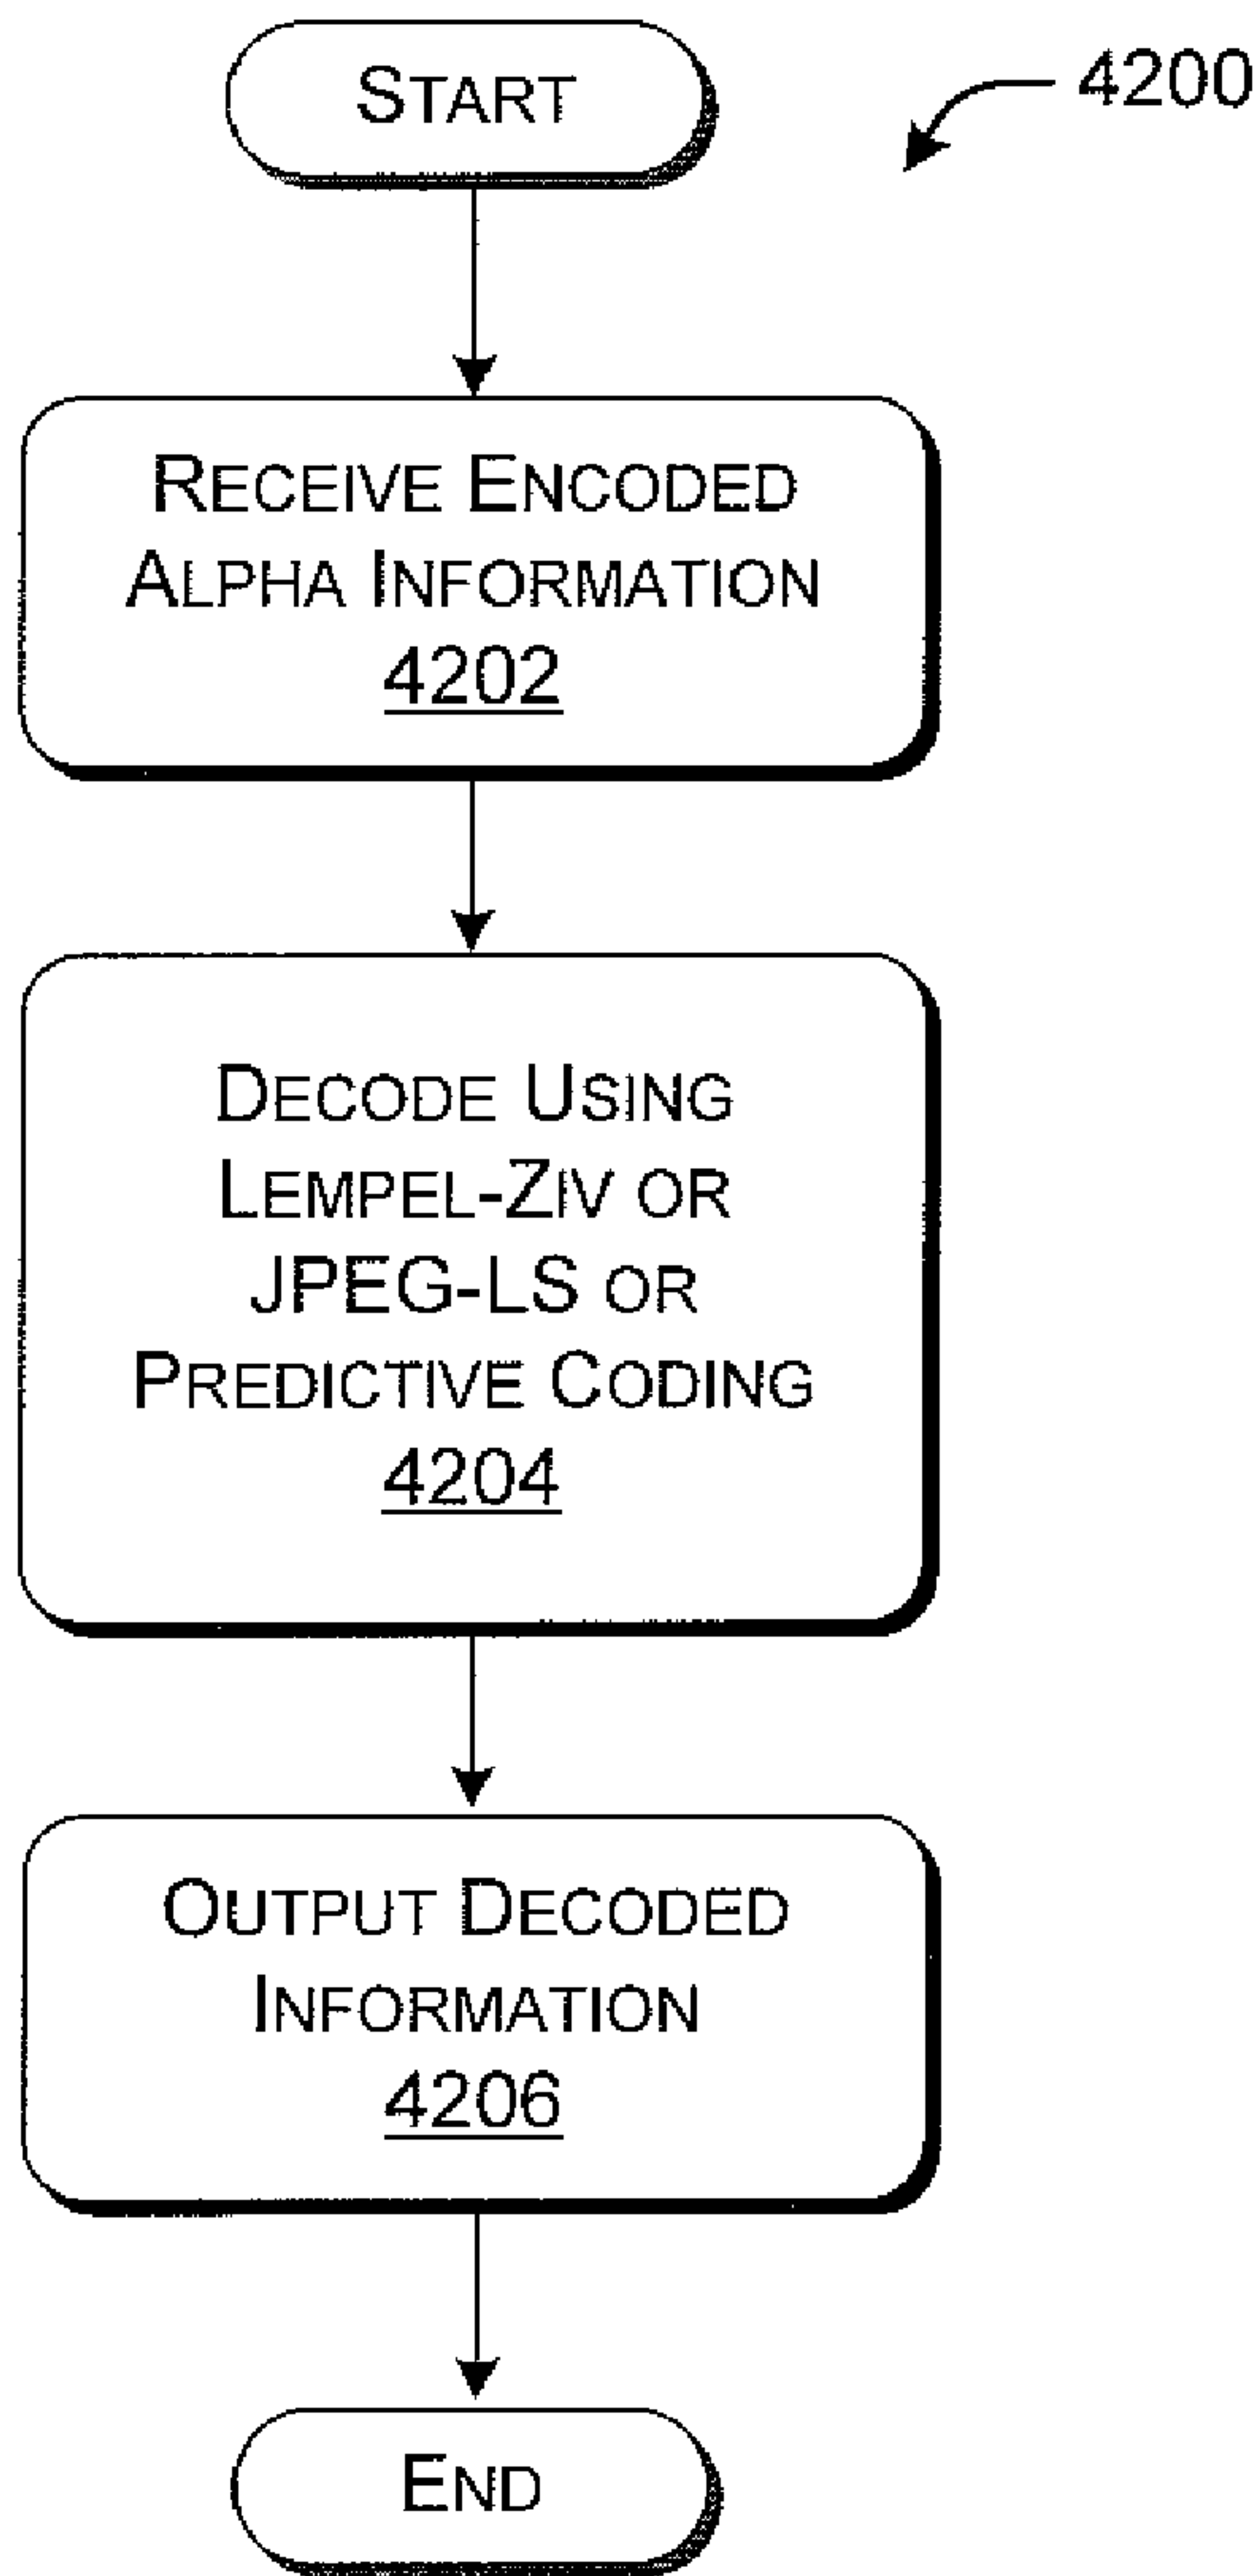 START
4200
RECEIVE ENCODED
ALPHA INFORMATION
4202
DECODE USING
LEMPEL-ZIV OR
JPEG-LS OR
PREDICTIVE CODING
4204
OUTPUT DECODED
INFORMATION
4206
END